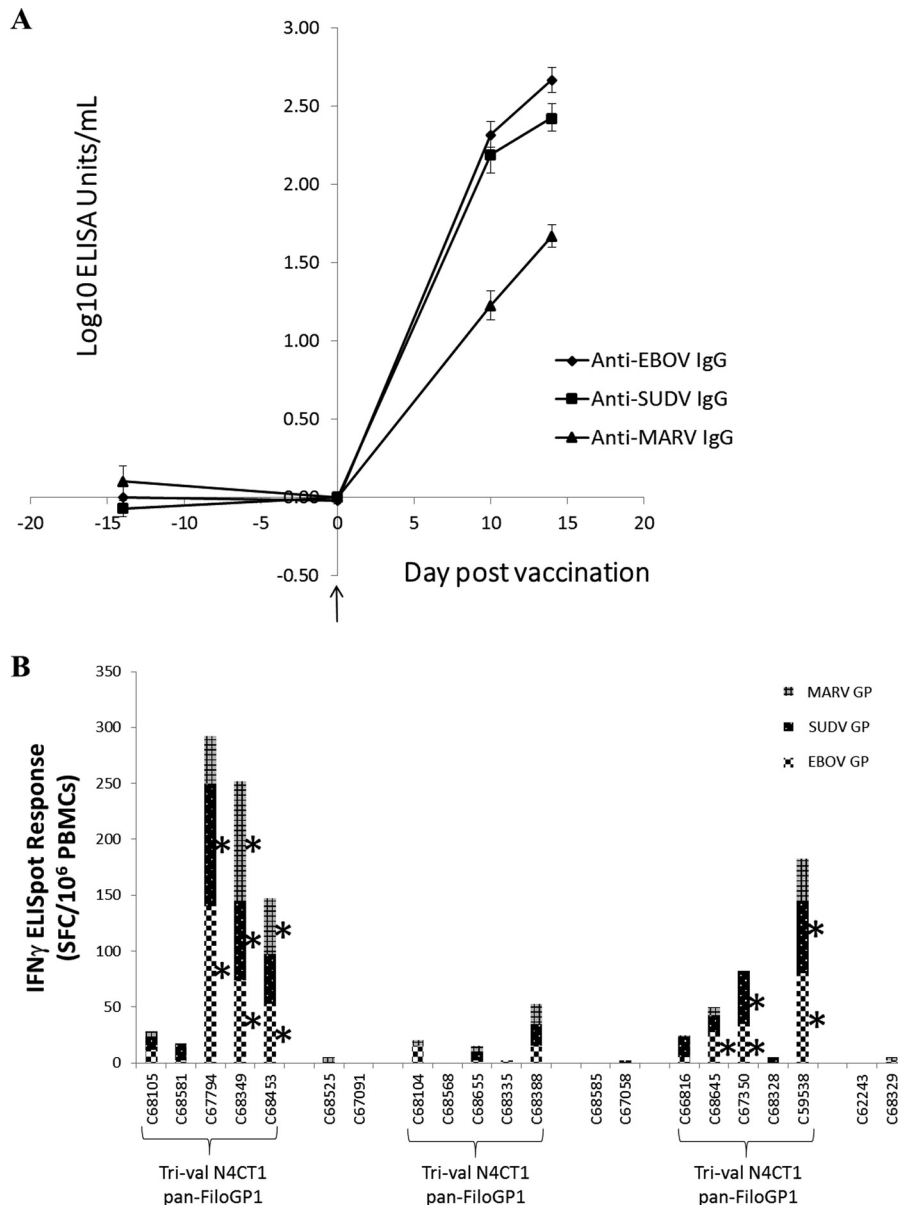 A
3.00
2.50
2.00
1.50
1.00
0.50
0.00
-0.50
Log10 ELISA Units/mL
-20 -15 -10 -5 0 5 10 15 20
Day post vaccination
Anti-EBOV IgG
Anti-SUDV IgG
Anti-MARV IgG
B
350
300
250
200
150
100
50
0
IFNγ ELISpot Response
(SFC/10⁶ PBMCs)
MARV GP
SUDV GP
EBOV GP
* *
* * *
* * * *
* * * * *
C68105
C68581
C67794
C68349
C68453
C68525
C67091
C68104
C68568
C68655
C68335
C68388
C68585
C67058
C66816
C68645
C67350
C68328
C59538
C62243
C68329
Tri-val N4CT1
pan-FiloGP1
Tri-val N4CT1
pan-FiloGP1
Tri-val N4CT1
pan-FiloGP1